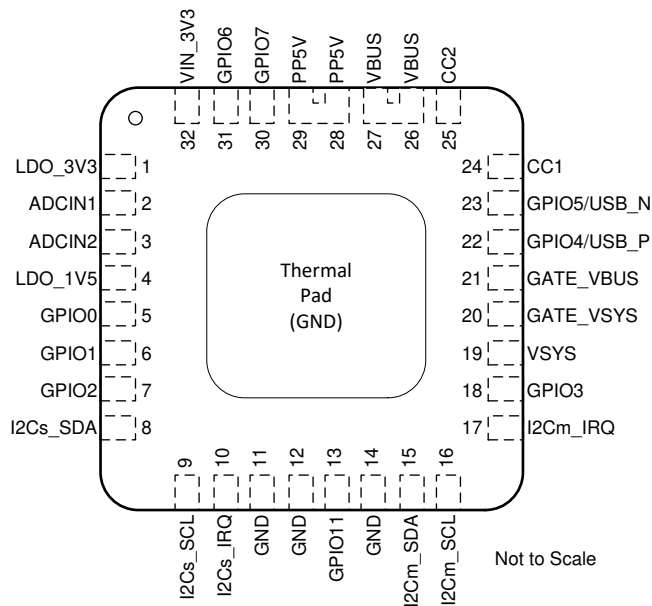 VIN_3V3
GPIO6
GPIO7
PP5V
PP5V
VBUS
VBUS
CC2
32
31
30
29
28
27
26
25
LDO_3V3 1
ADCIN1 2
ADCIN2 3
LDO_1V5 4
GPIO0 5
GPIO1 6
GPIO2 7
I2Cs_SDA 8
Thermal
Pad
(GND)
24 CC1
23 GPIO5/USB_N
22 GPIO4/USB_P
21 GATE_VBUS
20 GATE_VSYS
19 VSYS
18 GPIO3
17 I2Cm_IRQ
9
10
11
12
13
14
15
16
I2Cs_SCL
I2Cs_IRQ
GND
GND
GPIO11
GND
I2Cm_SDA
I2Cm_SCL
Not to Scale